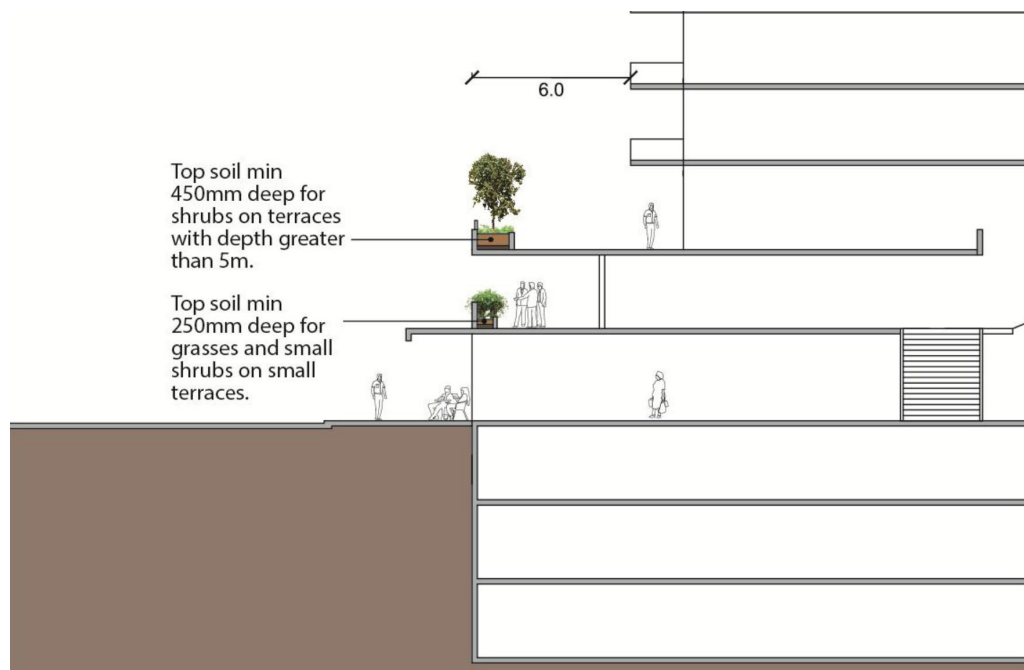 6.0
Top soil min
450mm deep for
shrubs on terraces
with depth greater
than 5m.
Top soil min
250mm deep for
grasses and small
shrubs on small
terraces.